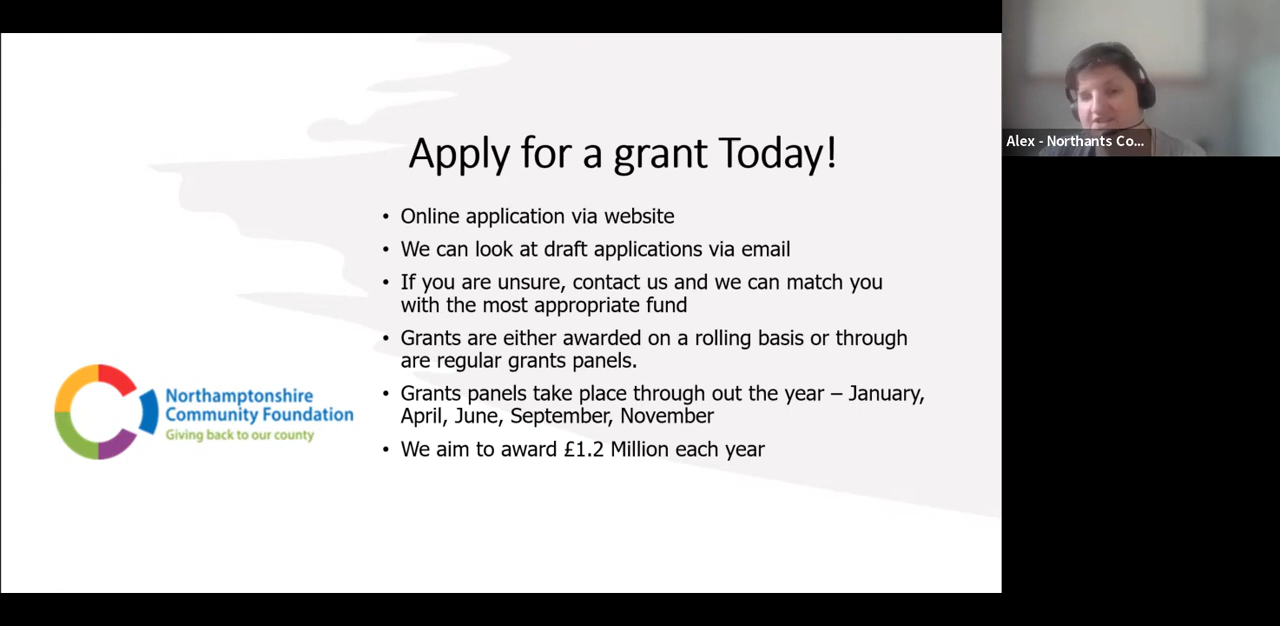 Apply for a grant Today!
• Online application via website
• We can look at draft applications via email
• If you are unsure, contact us and we can match you
with the most appropriate fund
• Grants are either awarded on a rolling basis or through
are regular grants panels.
• Grants panels take place through out the year – January,
April, June, September, November
• We aim to award £1.2 Million each year
Northamptonshire
Community Foundation
Giving back to our county
Alex - Northants Co...